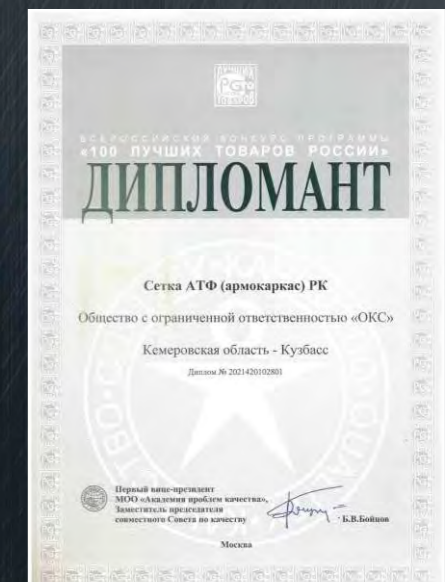 ВСЕРОССИЙСКИЙ КОНКУРС ПРОГРАММЫ
«100 ЛУЧШИХ ТОВАРОВ РОССИИ»
ДИПЛОМАНТ
Сетка АТФ (армокаркас) РК
Общество с ограниченной ответственностью «ОКС»
Кемеровская область - Кузбасс
Диплом № 2021420102801
Первый вице-президент
МОО «Академия проблем качества»,
Заместитель председателя
совместного Совета по качеству
Б.В.Бойцов
Москва